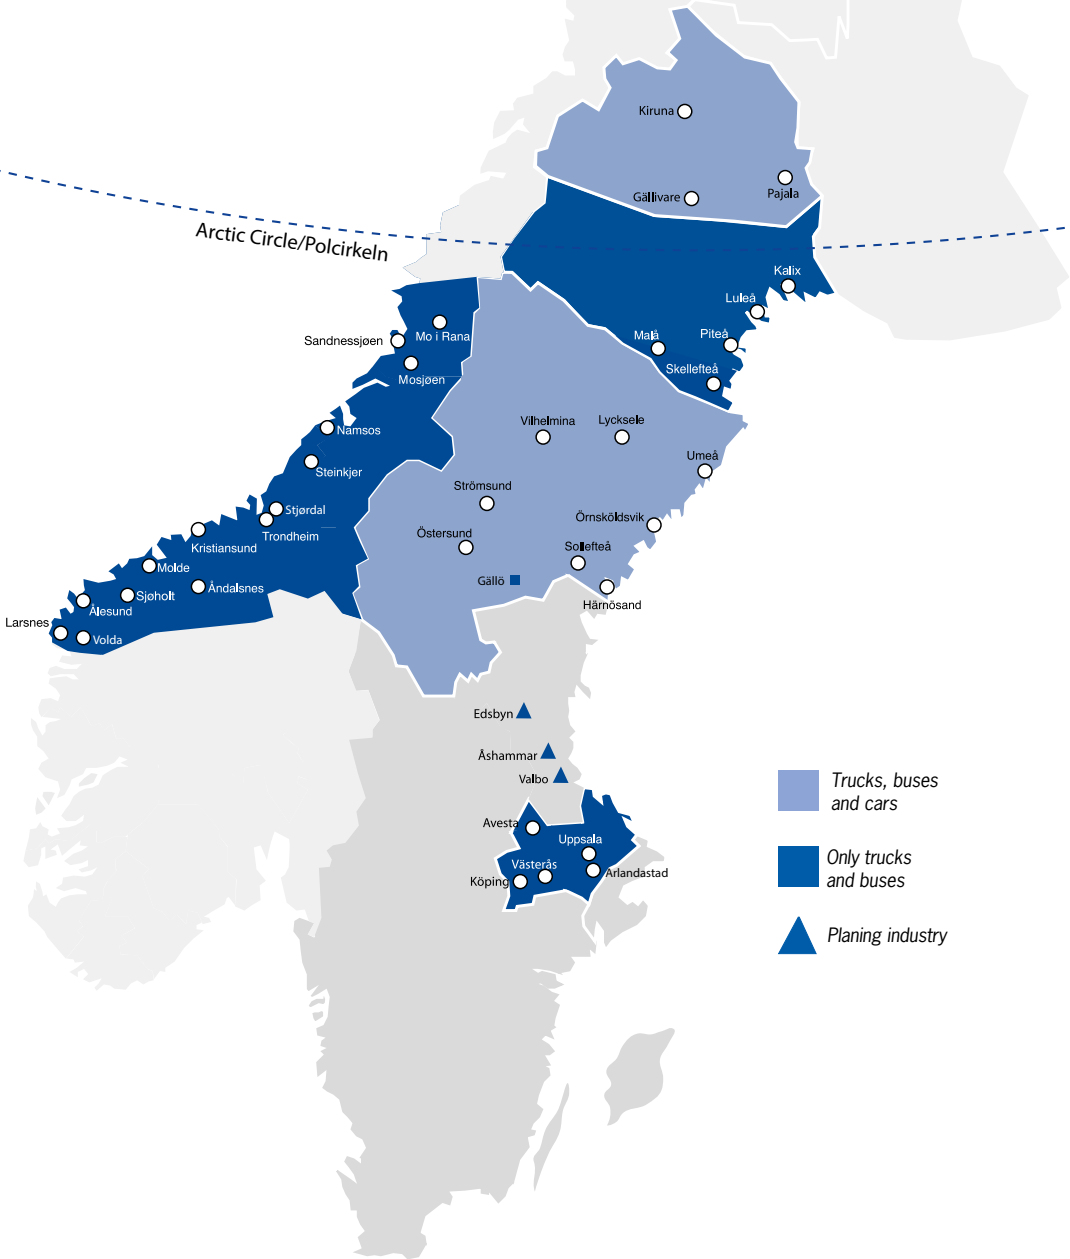 Kiruna
Pajala
Gällivare
Arctic Circle/Polcirkeln
Kalix
Luleå
Sandnessjøen
Mo i Rana
Malå
Piteå
Mosjøen
Skellefteå
Namsos
Vilhelmina
Lycksele
Umeå
Steinkjer
Strömsund
Stjørdal
Örnsköldsvik
Trondheim
Östersund
Kristiansund
Sollefteå
Molde
Gällö
Åndalsnes
Sjøholt
Härnösand
Ålesund
Larsnes
Volda
Edsbyn
Åshammar
Valbo
Trucks, buses
and cars
Avesta
Uppsala
Only trucks
and buses
Västerås
Arlandastad
Köping
Planing industry